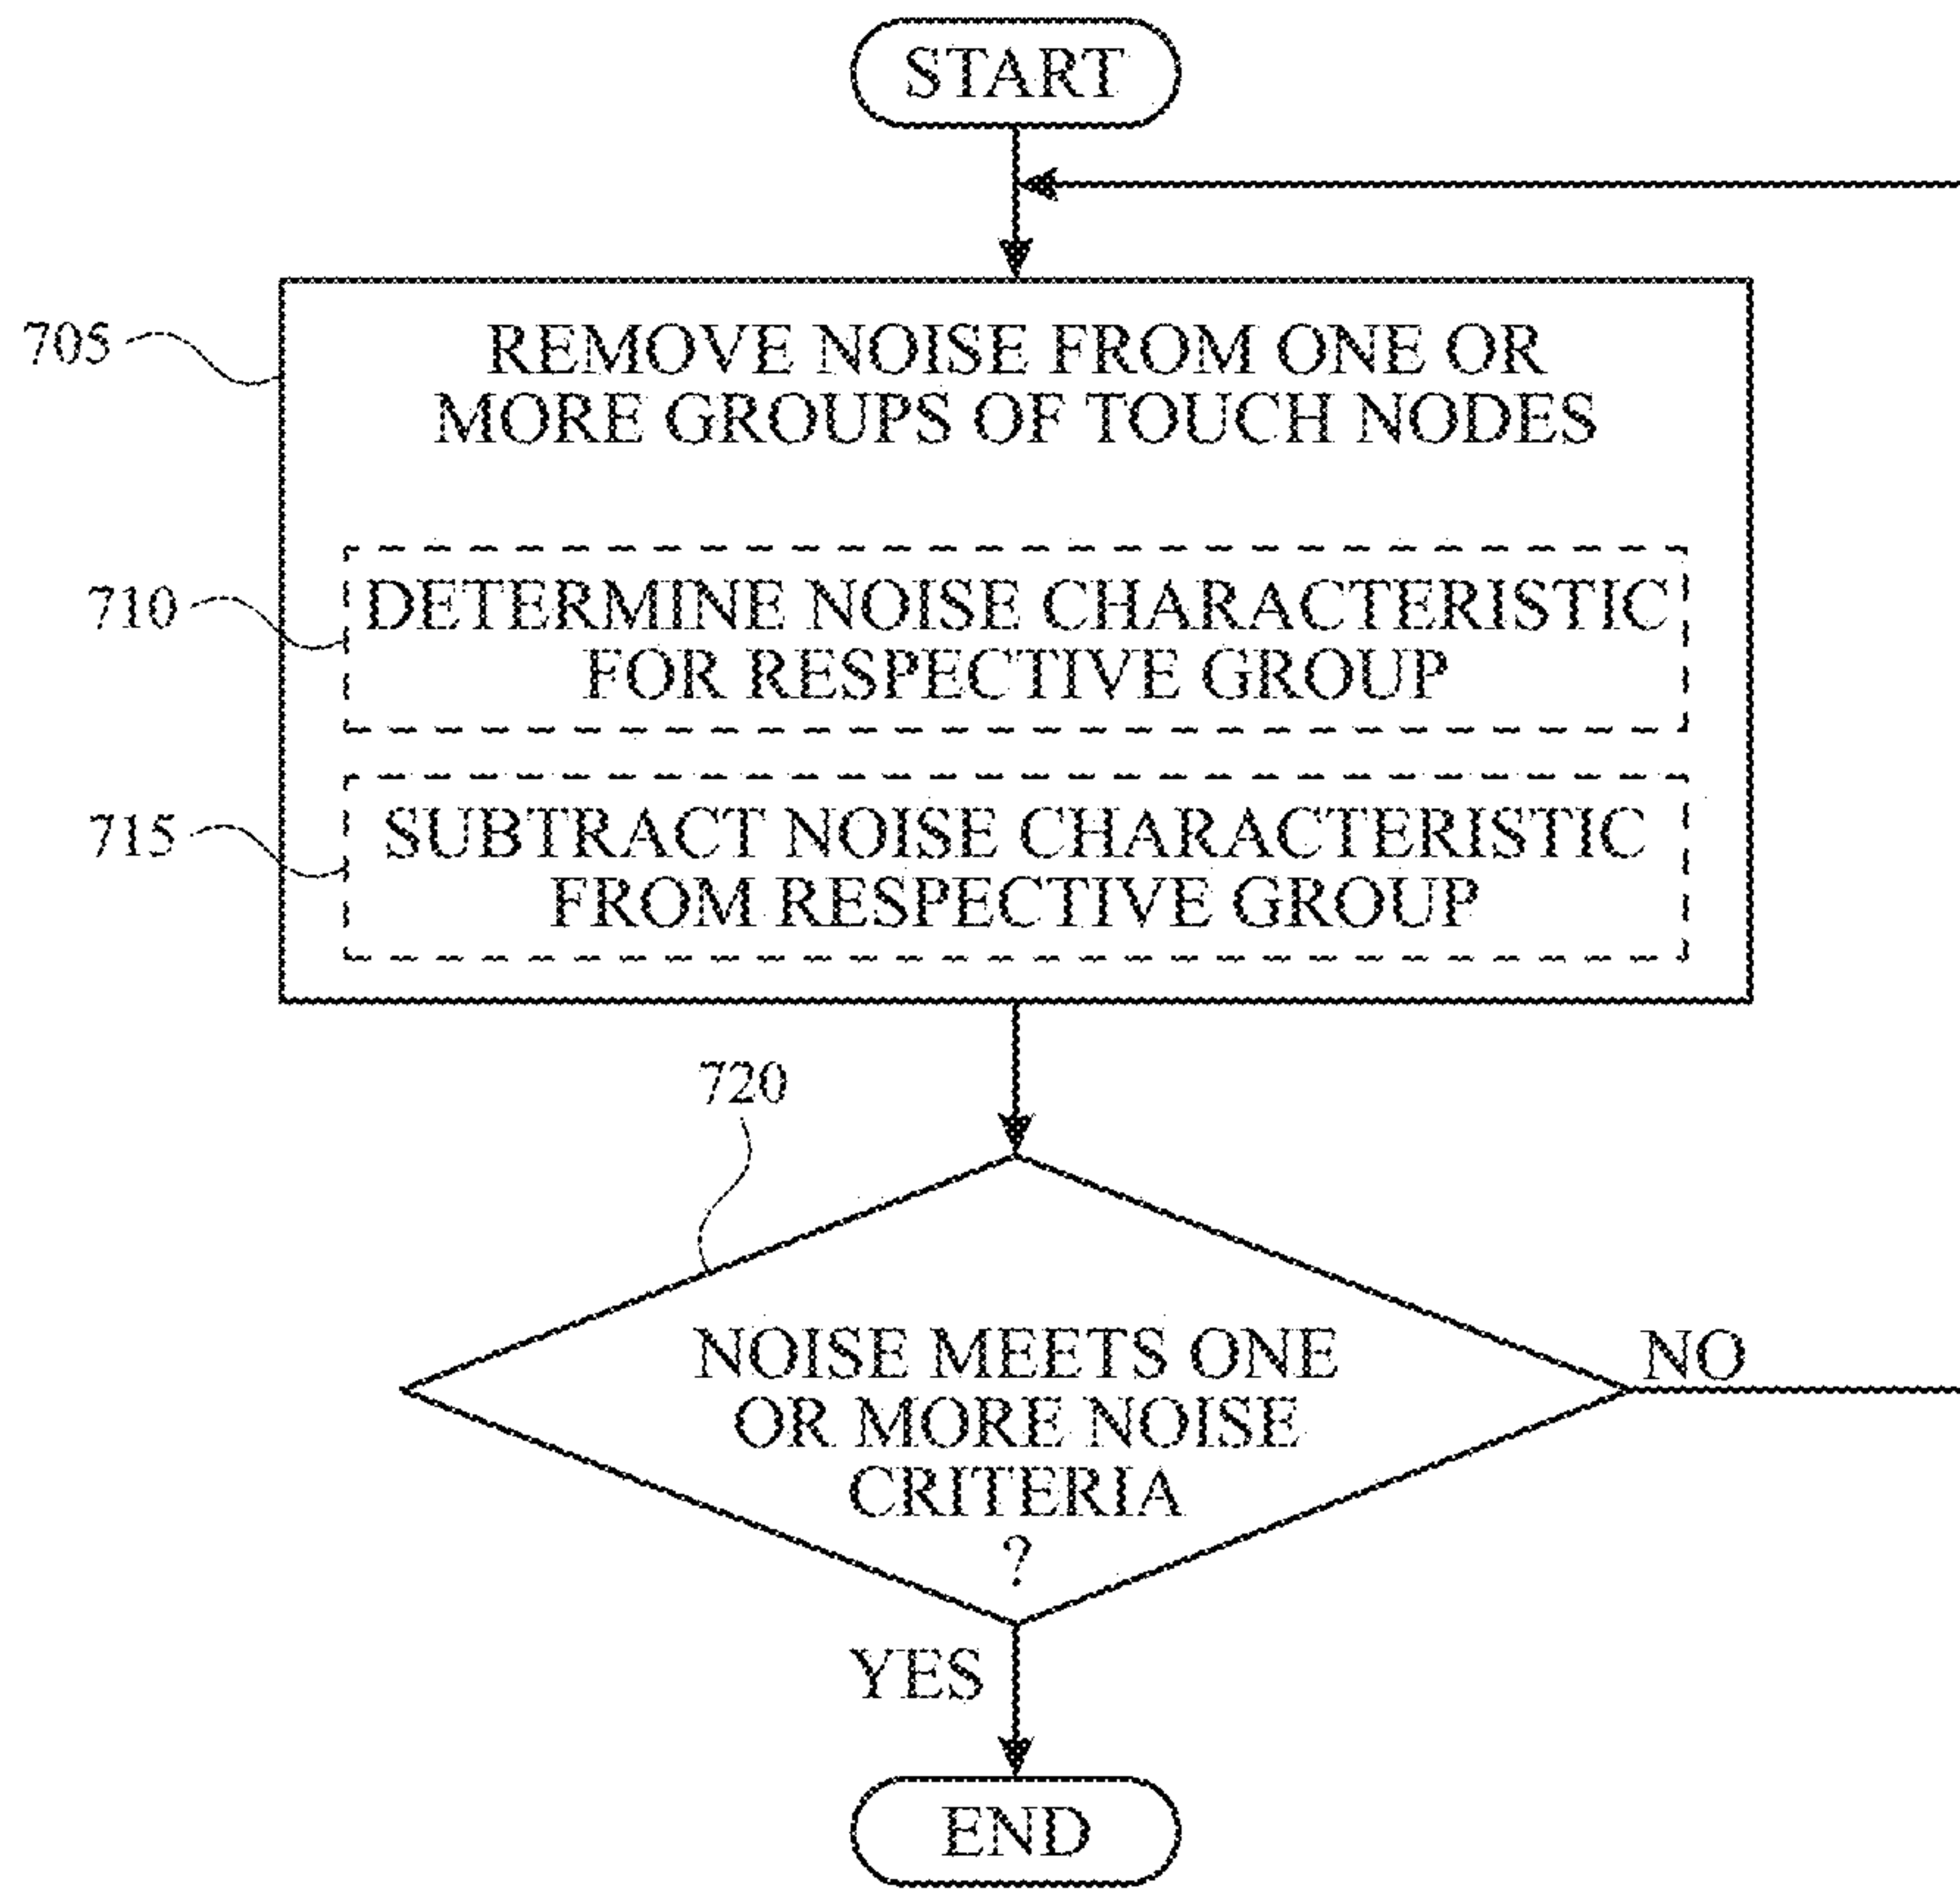 START
705
REMOVE NOISE FROM ONE OR
MORE GROUPS OF TOUCH NODES
710
DETERMINE NOISE CHARACTERISTIC
FOR RESPECTIVE GROUP
715
SUBTRACT NOISE CHARACTERISTIC
FROM RESPECTIVE GROUP
720
NOISE MEETS ONE
OR MORE NOISE
CRITERIA
?
NO
YES
END